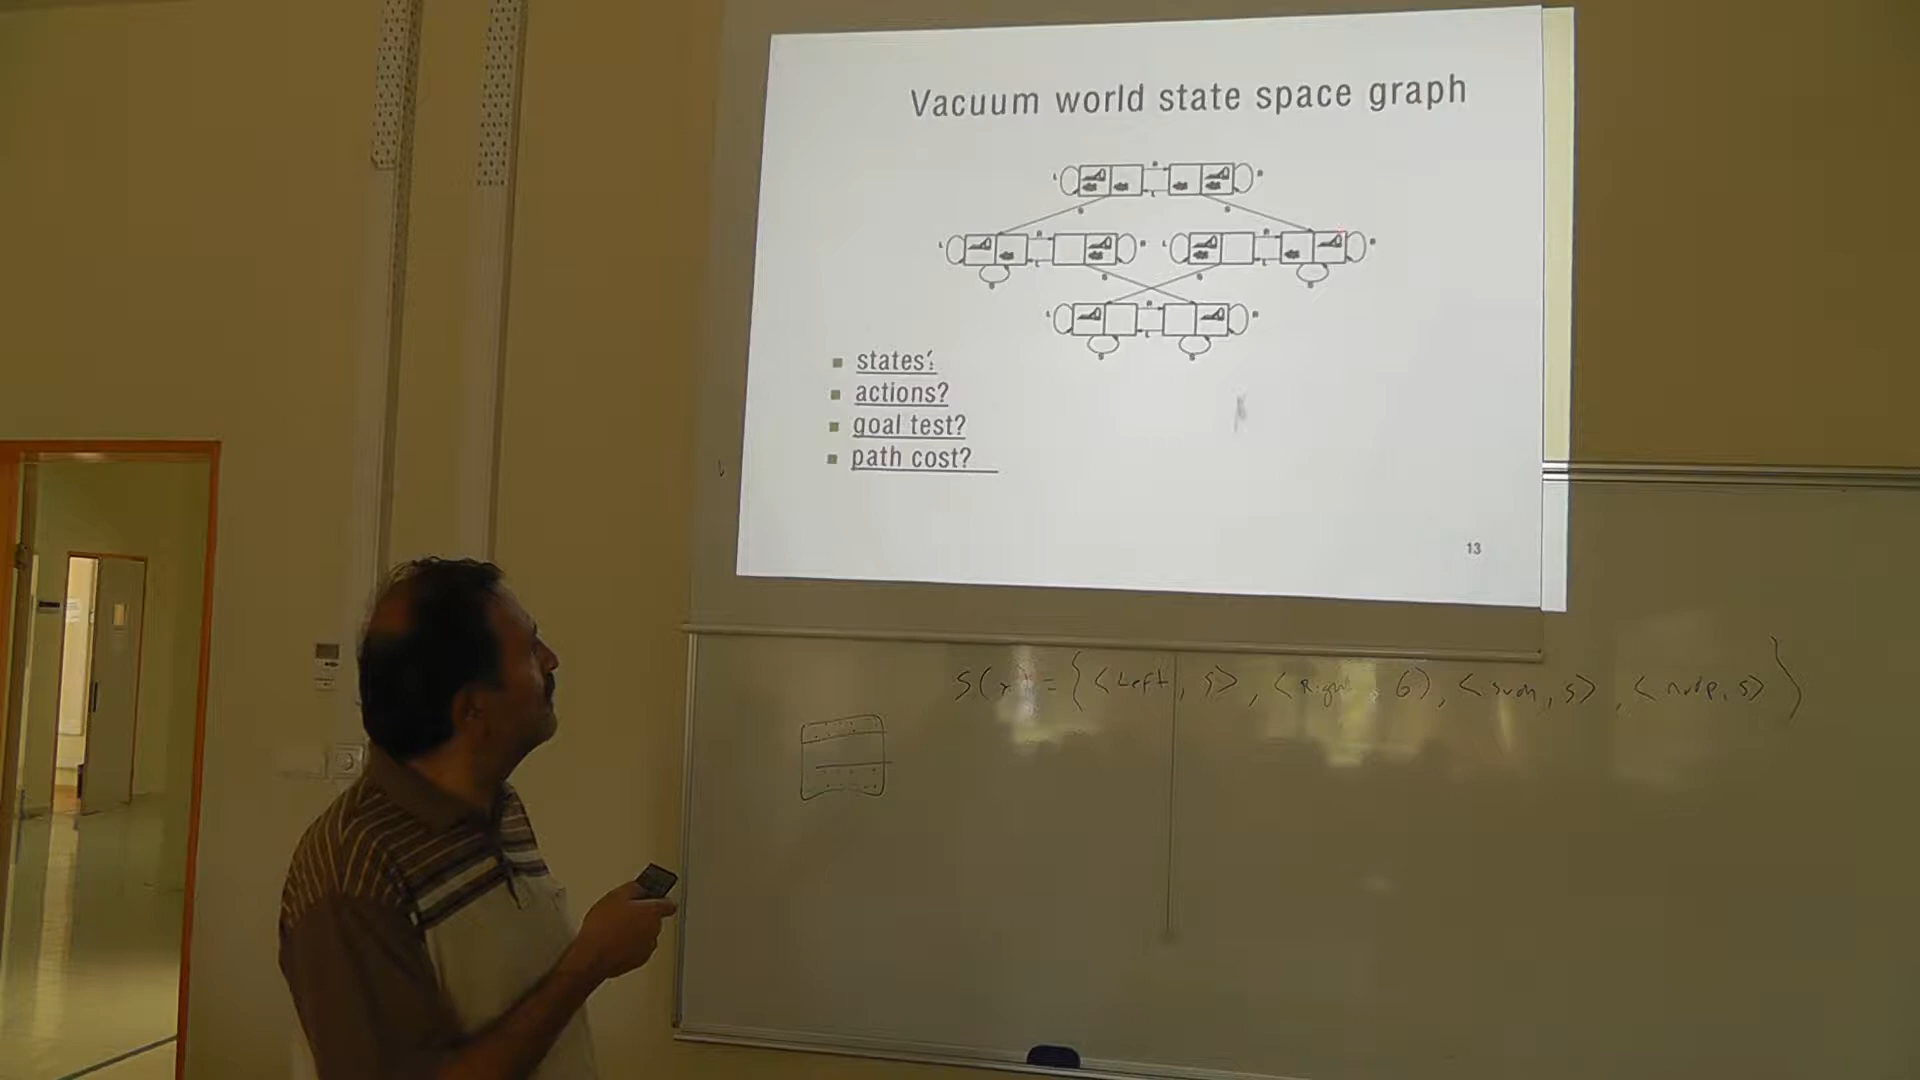 Vacuum world state space graph
R
L R
L
S S
R R
L R L R
L L
S S
S S
R
L R
L
S S
states?
actions?
goal test?
path cost?
13
S(x) = {<Left, 5>, <Right, 6), <suck, 5>, <noop, 5>}